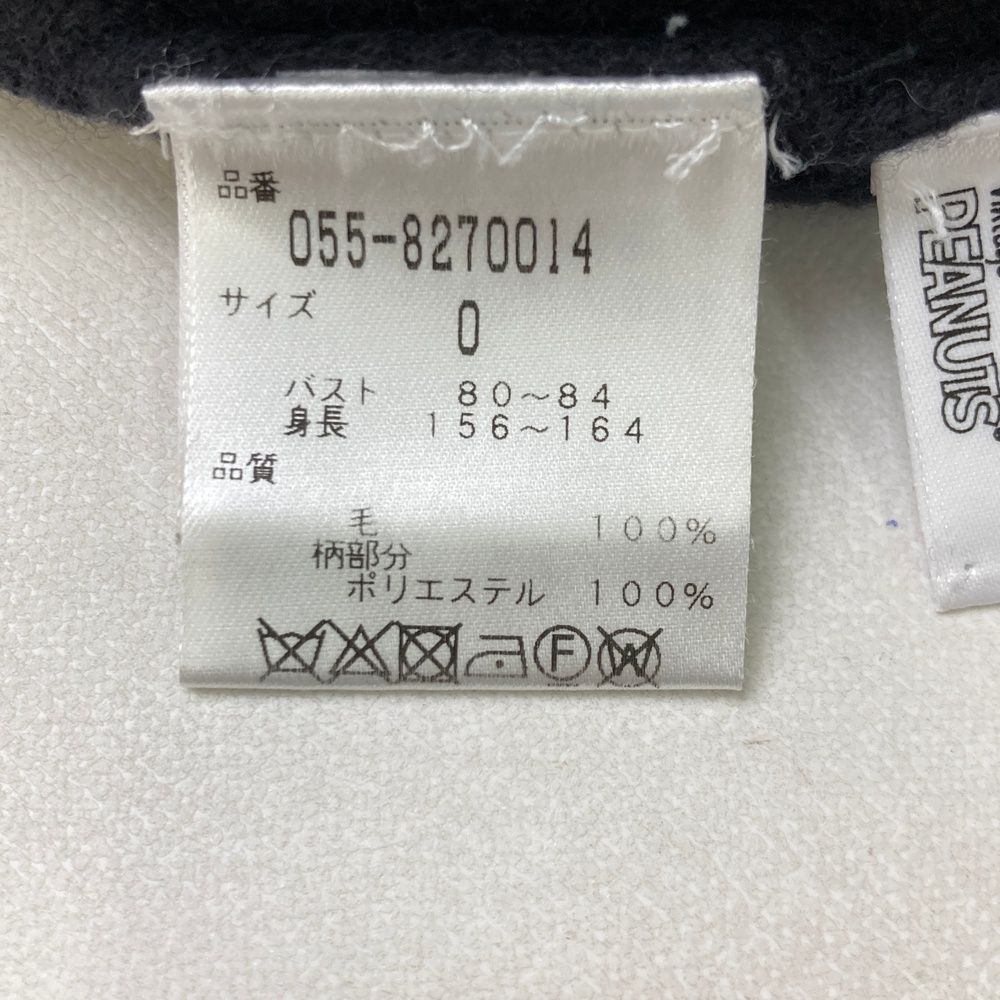 品番
055-8270014
サイズ
0
バスト 80～84
身長 156～164
品質
毛 100%
柄部分
ポリエステル 100%
F
W
PEANUTS